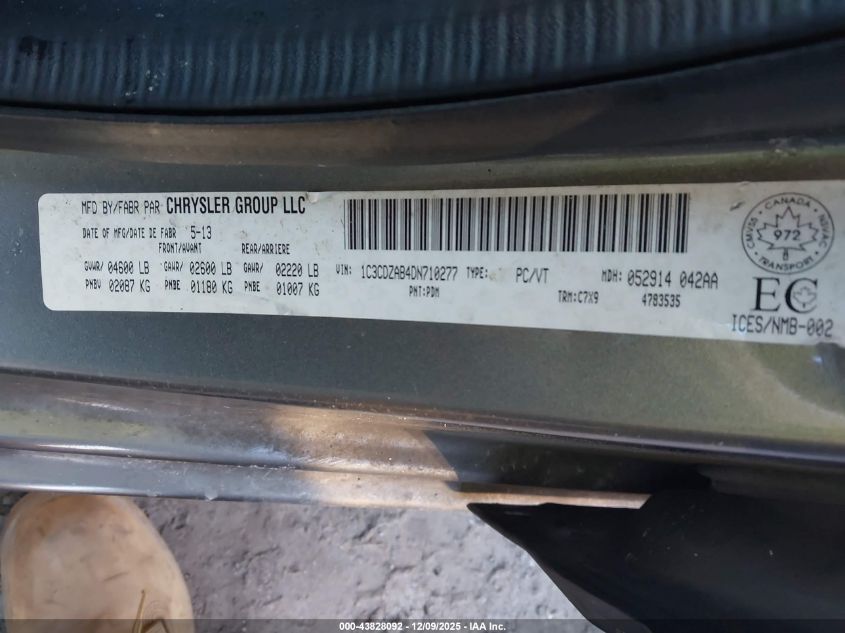 MFD BY/FABR PAR CHRYSLER GROUP LLC
DATE OF MFG/DATE DE FABR 5-13
FRONT/AVANT REAR/ARRIERE
GVWR: 04600 LB GAWR: 02600 LB GAWR: 02220 LB
PNBV 02087 KG PNBE 01180 KG PNBE 01007 KG
VIN: 1C3CDZAB4DN710277 TYPE: PC/VT MDH: 052914 042AA
PNT:PDM TRM:C7X9 4783535
CMVSS - CANADA - NSVAC
972
TRANSPORT
EC
ICES/NMB-002
000-43828092 - 12/09/2025 - IAA Inc.